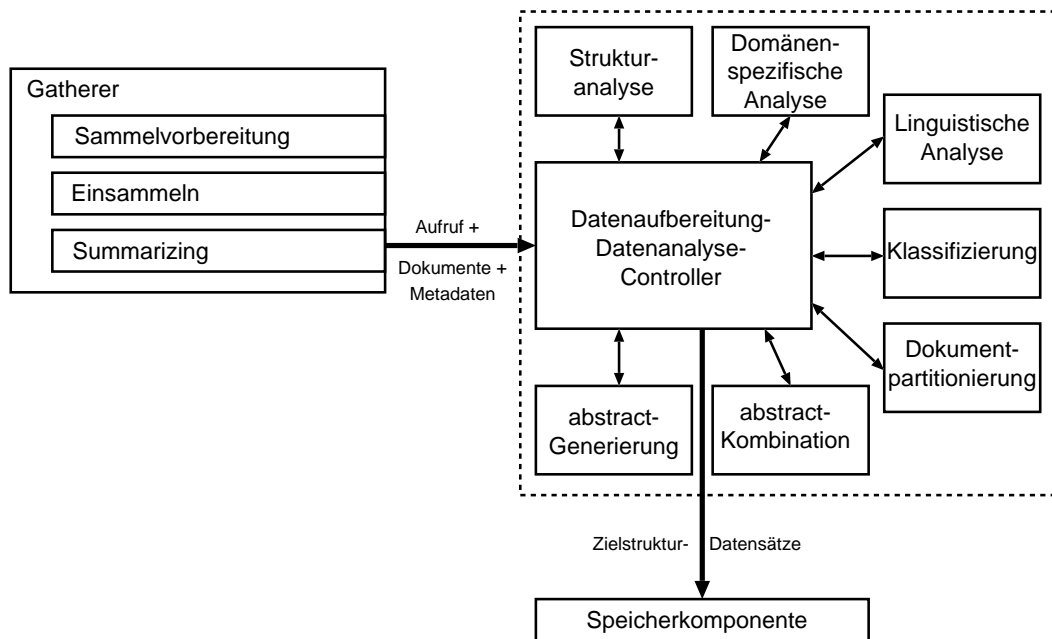 Gatherer
Sammelvorbereitung
Einsammeln
Summarizing
Aufruf +
Dokumente +
Metadaten
Struktur-
analyse
Domänen-
spezifische
Analyse
Linguistische
Analyse
Datenaufbereitung-
Datenanalyse-
Controller
Klassifizierung
Dokument-
partitionierung
abstract-
Generierung
abstract-
Kombination
Zielstruktur- Datensätze
Speicherkomponente